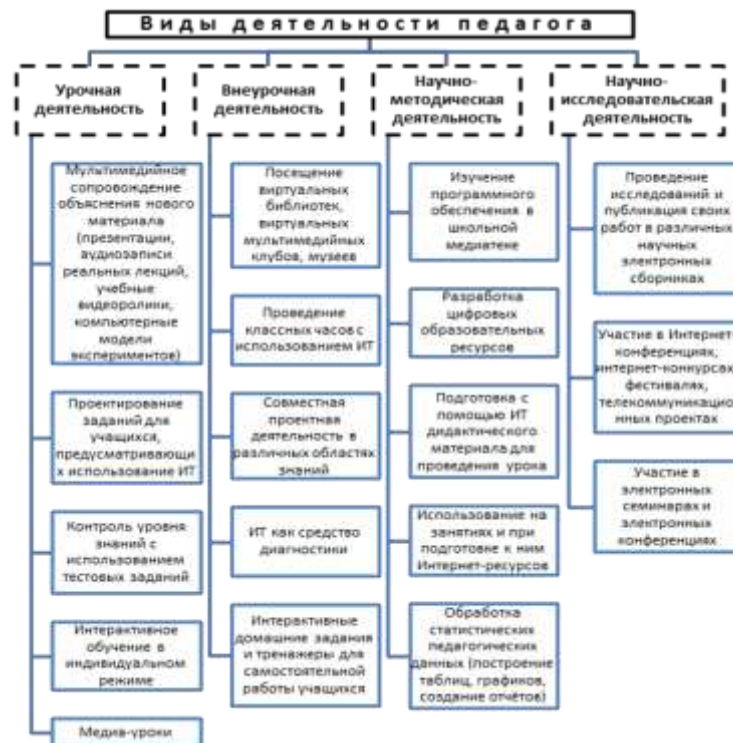 Виды деятельности педагога
Урочная
деятельность
Мультимедийное
сопровождение
объяснения нового
материала
(презентации,
аудиозаписи
реальных лекций,
учебные
видеоролики,
компьютерные
модели
экспериментов)
Проектирование
заданий для
учащихся,
предусматривающи
х использование ИТ
Контроль уровня
знаний с
использованием
тестовых заданий
Интерактивное
обучение в
индивидуальном
режиме
Медиа-уроки
Внеурочная
деятельность
Посещение
виртуальных
библиотек,
виртуальных
мультимедийных
клубов, музеев
Проведение
классных часов с
использованием ИТ
Совместная
проектная
деятельность в
различных областях
знаний
ИТ как средство
диагностики
Интерактивные
домашние задания
и тренажеры для
самостоятельной
работы учащихся
Научно-
методическая
деятельность
Изучение
программного
обеспечения в
школьной
медиатеке
Разработка
цифровых
образовательных
ресурсов
Подготовка с
помощью ИТ
дидактического
материала для
проведения урока
Использование на
занятиях и при
подготовке к ним
Интернет-ресурсов
Обработка
статистических
педагогических
данных (построение
таблиц, графиков,
создание отчётов)
Научно-
исследовательская
деятельность
Проведение
исследований и
публикация своих
работ в различных
научных
электронных
сборниках
Участие в Интернет-
конференциях,
интернет-конкурсах,
фестивалях,
телекоммуникацио
нных проектах
Участие в
электронных
семинарах и
электронных
конференциях